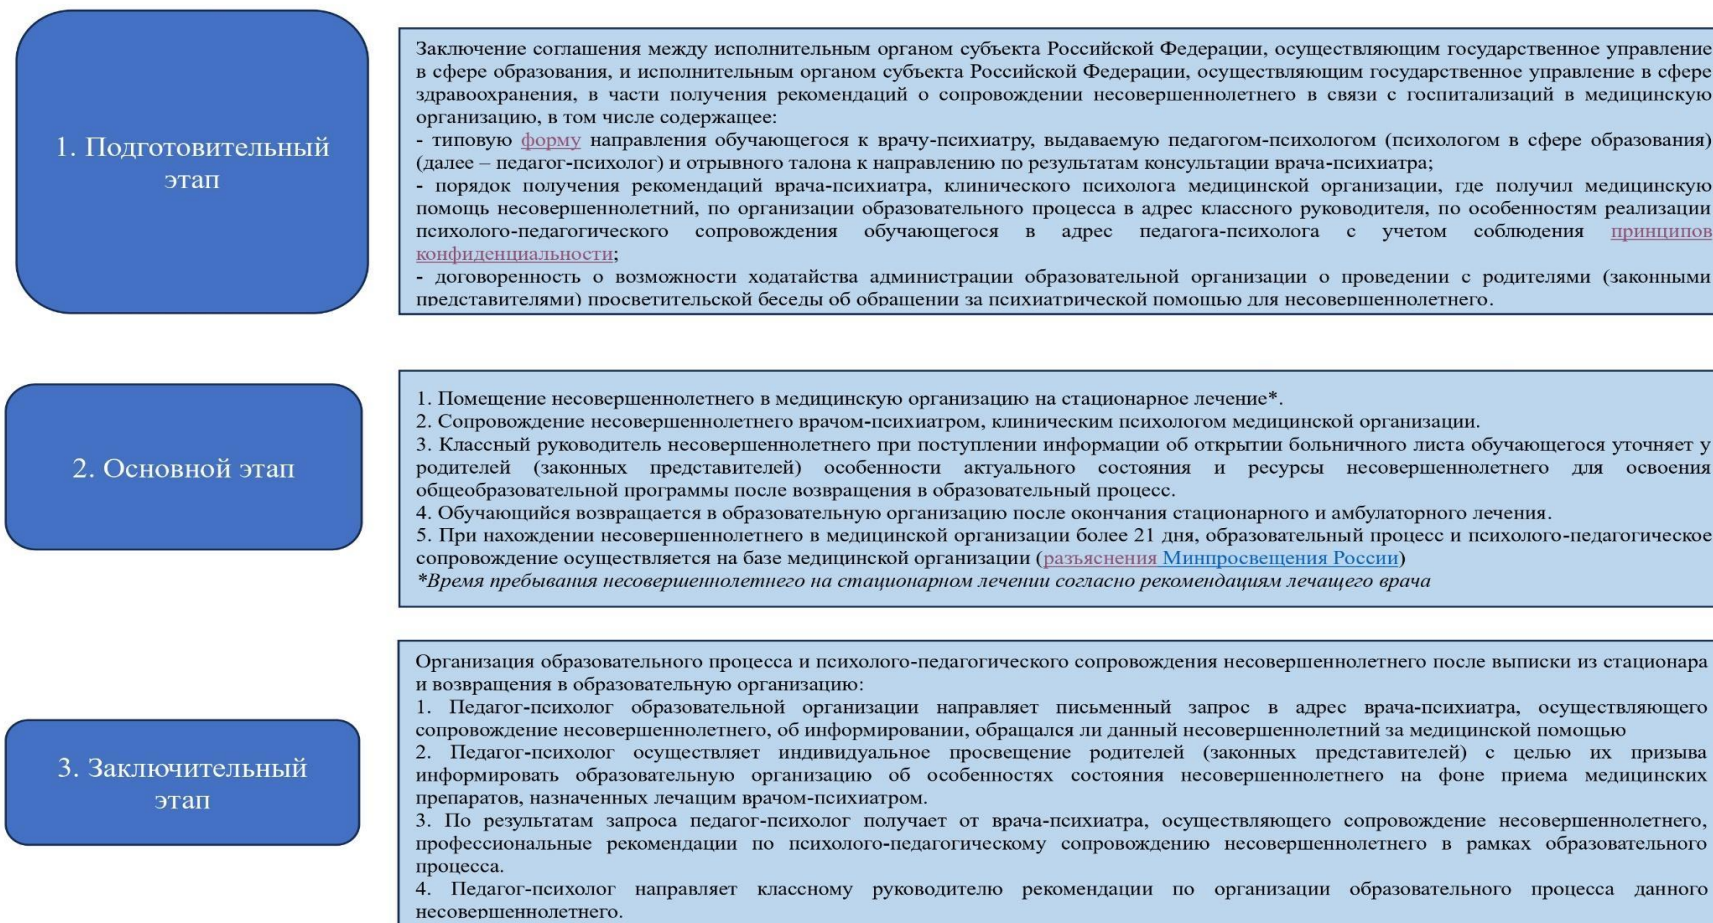 1. Подготовительный
этап
Заключение соглашения между исполнительным органом субъекта Российской Федерации, осуществляющим государственное управление
в сфере образования, и исполнительным органом субъекта Российской Федерации, осуществляющим государственное управление в сфере
здравоохранения, в части получения рекомендаций о сопровождении несовершеннолетнего в связи с госпитализаций в медицинскую
организацию, в том числе содержащее:
- типовую форму направления обучающегося к врачу-психиатру, выдаваемую педагогом-психологом (психологом в сфере образования)
(далее – педагог-психолог) и отрывного талона к направлению по результатам консультации врача-психиатра;
- порядок получения рекомендаций врача-психиатра, клинического психолога медицинской организации, где получил медицинскую
помощь несовершеннолетний, по организации образовательного процесса в адрес классного руководителя, по особенностям реализации
психолого-педагогического сопровождения обучающегося в адрес педагога-психолога с учетом соблюдения принципов
конфиденциальности;
- договоренность о возможности ходатайства администрации образовательной организации о проведении с родителями (законными
представителями) просветительской беседы об обращении за психиатрической помощью для несовершеннолетнего.
2. Основной этап
1. Помещение несовершеннолетнего в медицинскую организацию на стационарное лечение*.
2. Сопровождение несовершеннолетнего врачом-психиатром, клиническим психологом медицинской организации.
3. Классный руководитель несовершеннолетнего при поступлении информации об открытии больничного листа обучающегося уточняет у
родителей (законных представителей) особенности актуального состояния и ресурсы несовершеннолетнего для освоения
общеобразовательной программы после возвращения в образовательный процесс.
4. Обучающийся возвращается в образовательную организацию после окончания стационарного и амбулаторного лечения.
5. При нахождении несовершеннолетнего в медицинской организации более 21 дня, образовательный процесс и психолого-педагогическое
сопровождение осуществляется на базе медицинской организации (разъяснения Минпросвещения России)
*Время пребывания несовершеннолетнего на стационарном лечении согласно рекомендациям лечащего врача
3. Заключительный
этап
Организация образовательного процесса и психолого-педагогического сопровождения несовершеннолетнего после выписки из стационара
и возвращения в образовательную организацию:
1. Педагог-психолог образовательной организации направляет письменный запрос в адрес врача-психиатра, осуществляющего
сопровождение несовершеннолетнего, об информировании, обращался ли данный несовершеннолетний за медицинской помощью
2. Педагог-психолог осуществляет индивидуальное просвещение родителей (законных представителей) с целью их призыва
информировать образовательную организацию об особенностях состояния несовершеннолетнего на фоне приема медицинских
препаратов, назначенных лечащим врачом-психиатром.
3. По результатам запроса педагог-психолог получает от врача-психиатра, осуществляющего сопровождение несовершеннолетнего,
профессиональные рекомендации по психолого-педагогическому сопровождению несовершеннолетнего в рамках образовательного
процесса.
4. Педагог-психолог направляет классному руководителю рекомендации по организации образовательного процесса данного
несовершеннолетнего.